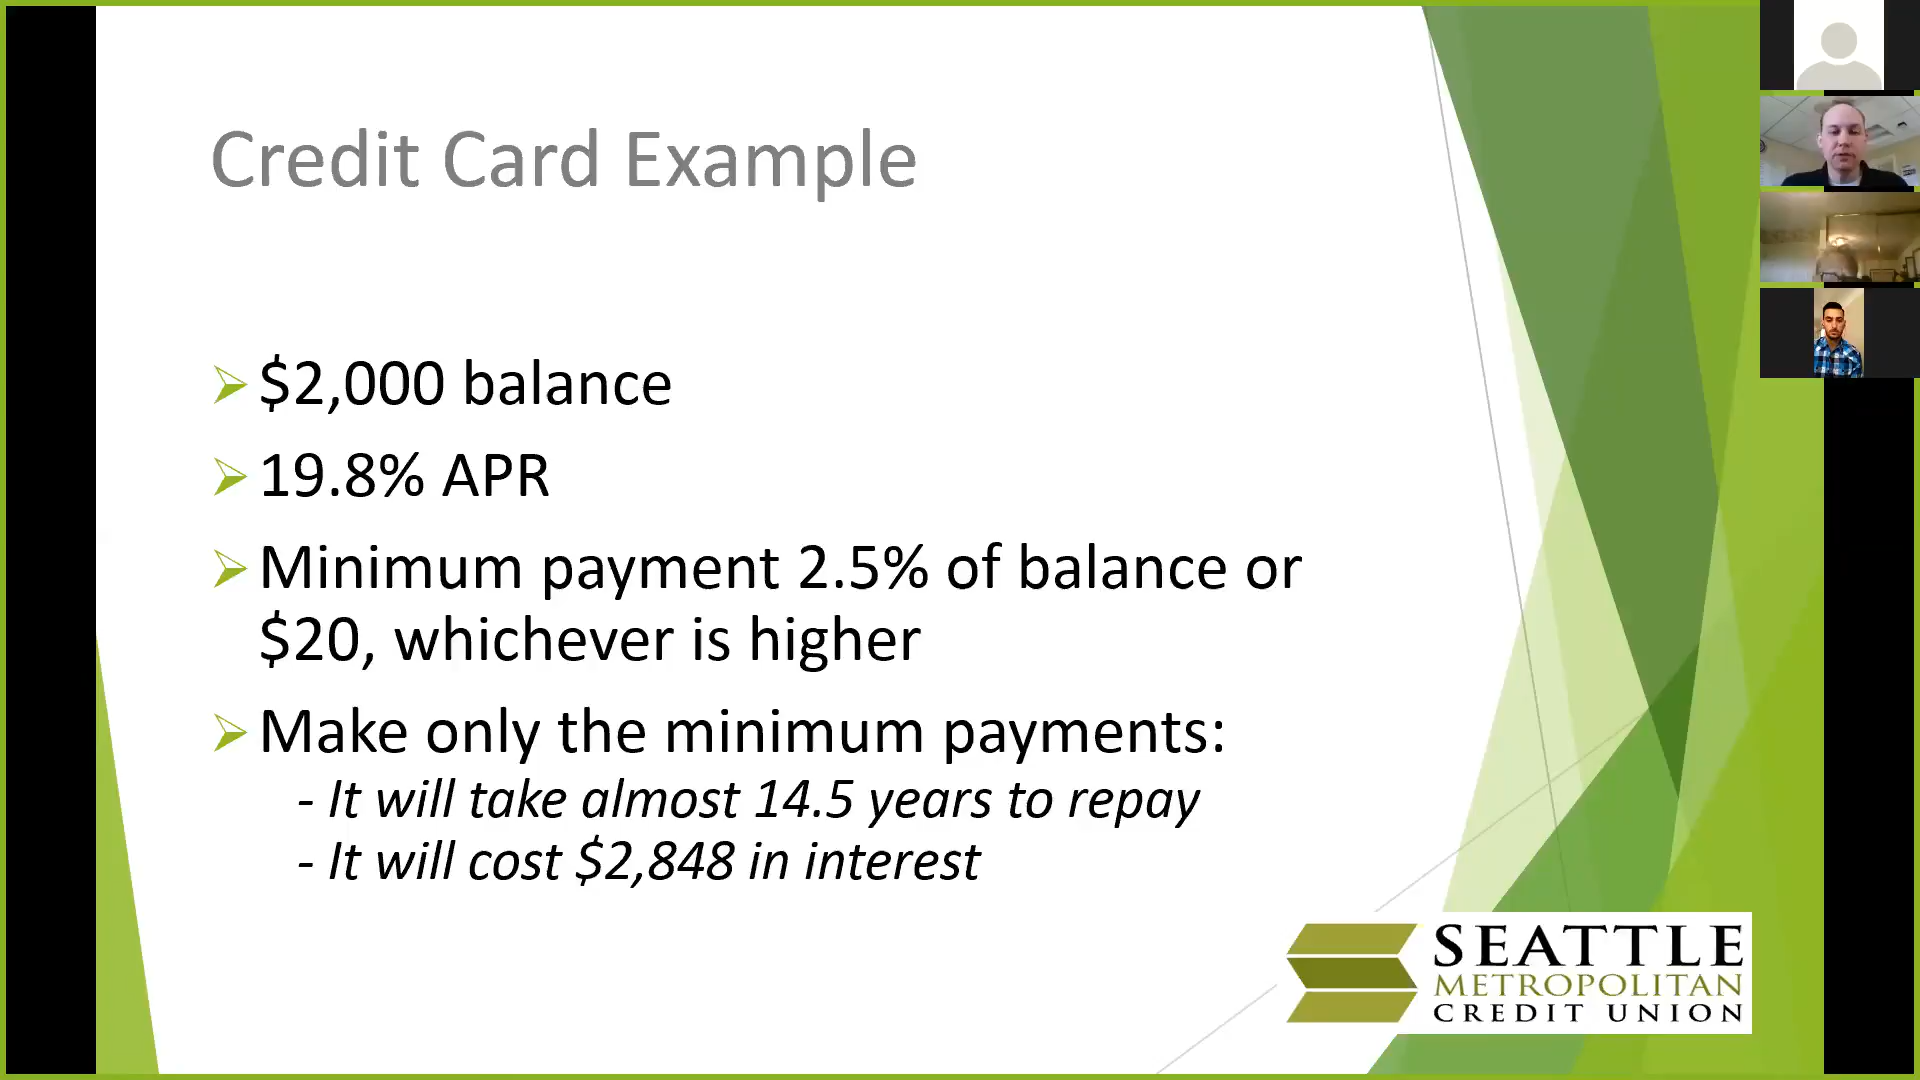 Credit Card Example
$2,000 balance
19.8% APR
Minimum payment 2.5% of balance or
$20, whichever is higher
Make only the minimum payments:
- It will take almost 14.5 years to repay
- It will cost $2,848 in interest
SEATTLE
METROPOLITAN
CREDIT UNION